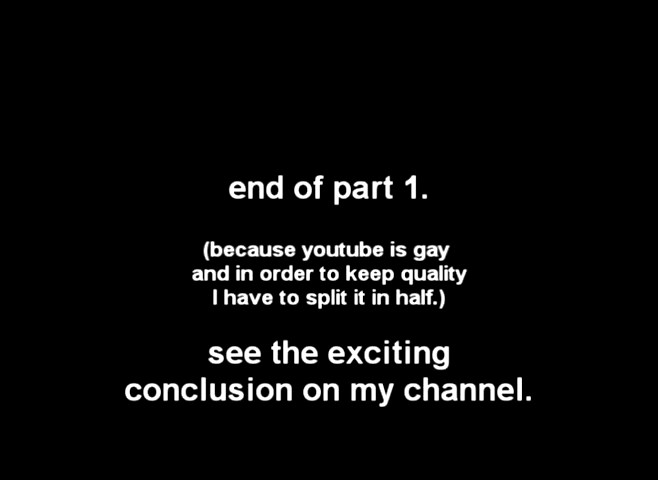 end of part 1.
(because youtube is gay
and in order to keep quality
I have to split it in half.)
see the exciting
conclusion on my channel.